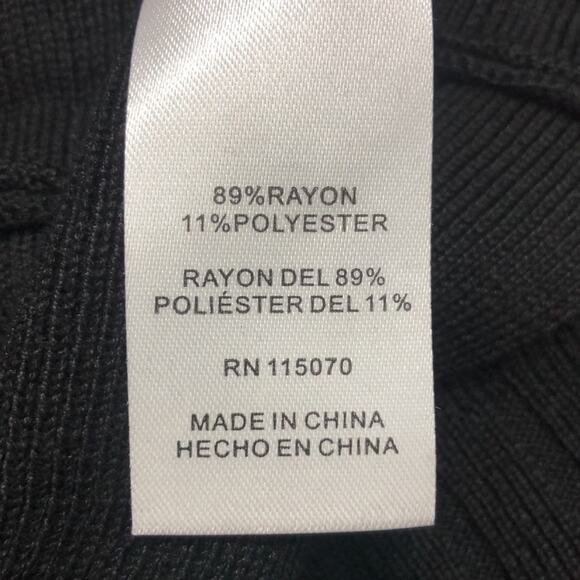 89%RAYON
11%POLYESTER
RAYON DEL 89%
POLIÉSTER DEL 11%
RN 115070
MADE IN CHINA
HECHO EN CHINA